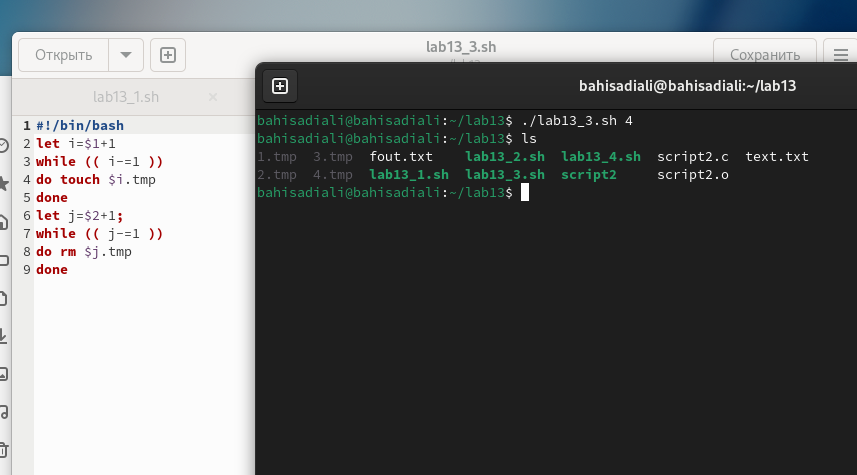 Открыть
lab13_3.sh
Сохранить
lab13_1.sh
1 #!/bin/bash
2 let i=$1+1
3 while (( i-=1 ))
4 do touch $i.tmp
5 done
6 let j=$2+1;
7 while (( j-=1 ))
8 do rm $j.tmp
9 done
bahisadiali@bahisadiali:~/lab13
bahisadiali@bahisadiali:~/lab13$ ./lab13_3.sh 4
bahisadiali@bahisadiali:~/lab13$ ls
1.tmp 3.tmp fout.txt lab13_2.sh lab13_4.sh script2.c text.txt
2.tmp 4.tmp lab13_1.sh lab13_3.sh script2 script2.o
bahisadiali@bahisadiali:~/lab13$